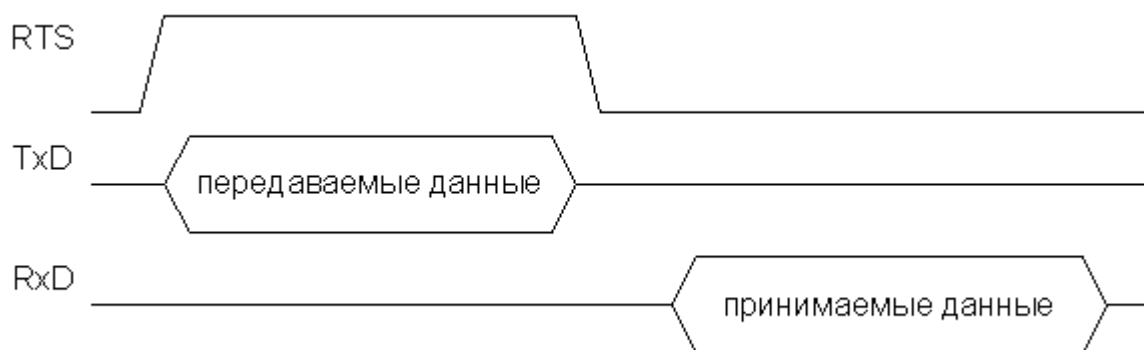 RTS
TxD
передаваемые данные
RxD
принимаемые данные